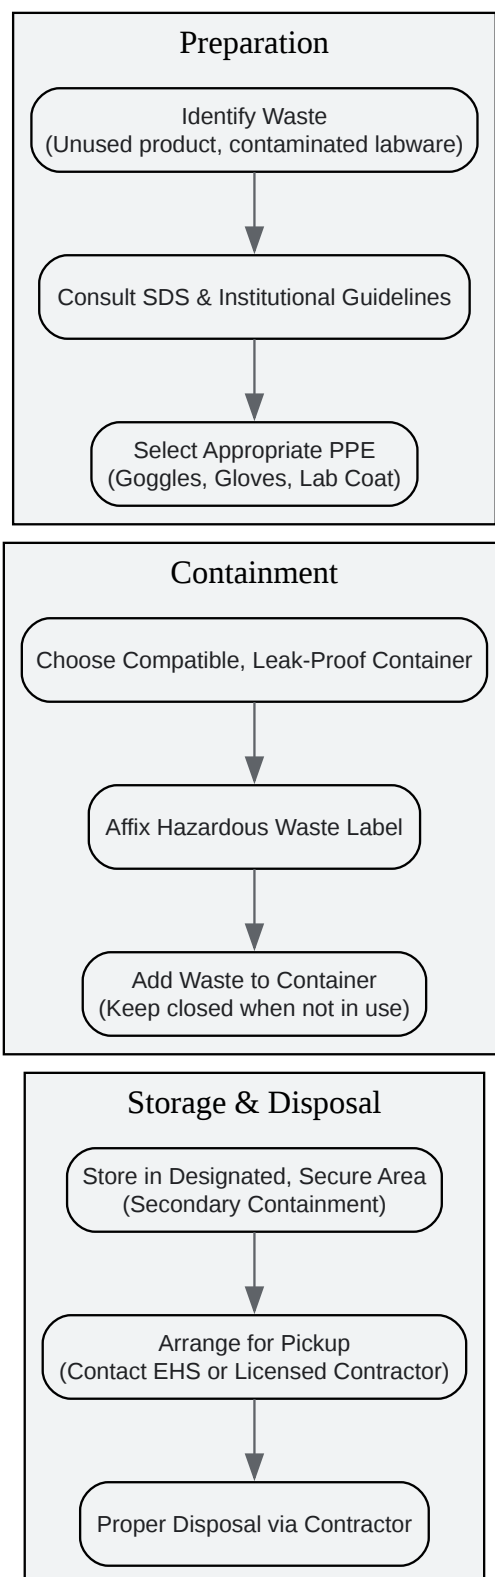 Preparation
Identify Waste
(Unused product, contaminated labware)
Consult SDS & Institutional Guidelines
Select Appropriate PPE
(Goggles, Gloves, Lab Coat)
Containment
Choose Compatible, Leak-Proof Container
Affix Hazardous Waste Label
Add Waste to Container
(Keep closed when not in use)
Storage & Disposal
Store in Designated, Secure Area
(Secondary Containment)
Arrange for Pickup
(Contact EHS or Licensed Contractor)
Proper Disposal via Contractor